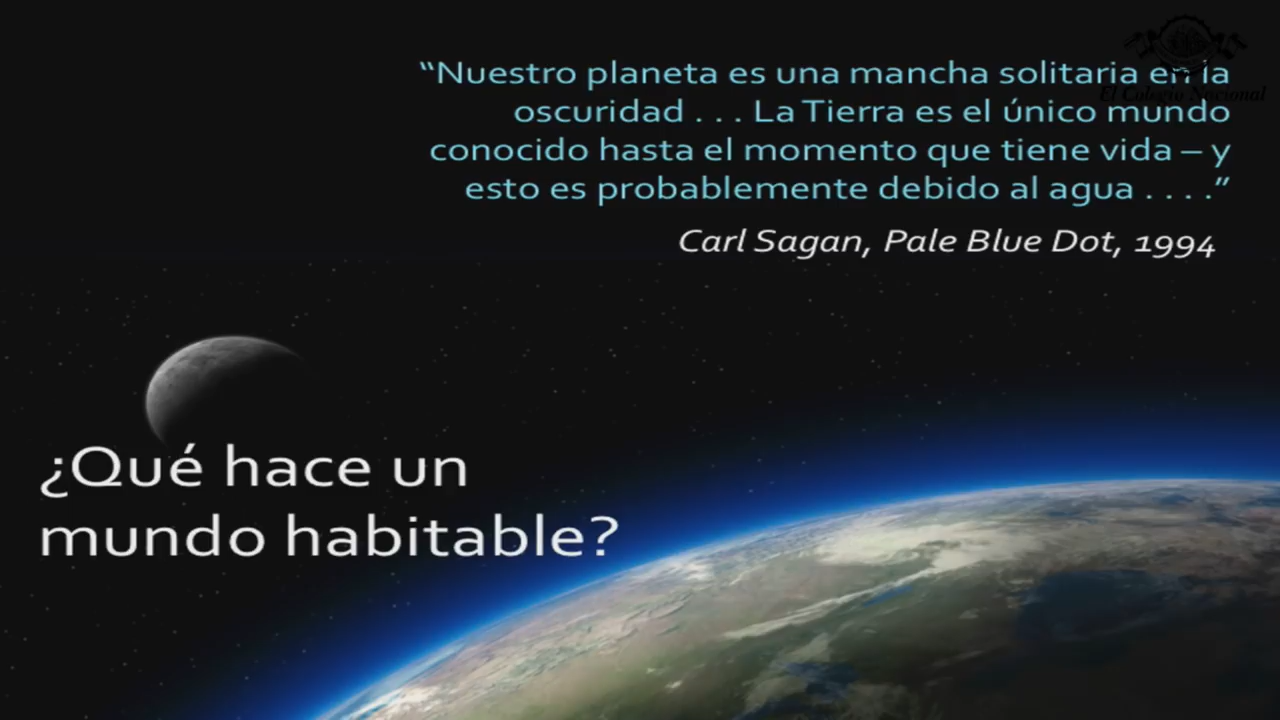 “Nuestro planeta es una mancha solitaria en la
oscuridad . . . La Tierra es el único mundo
conocido hasta el momento que tiene vida – y
esto es probablemente debido al agua . . . .”
Carl Sagan, Pale Blue Dot, 1994
El Colegio Nacional
¿Qué hace un
mundo habitable?